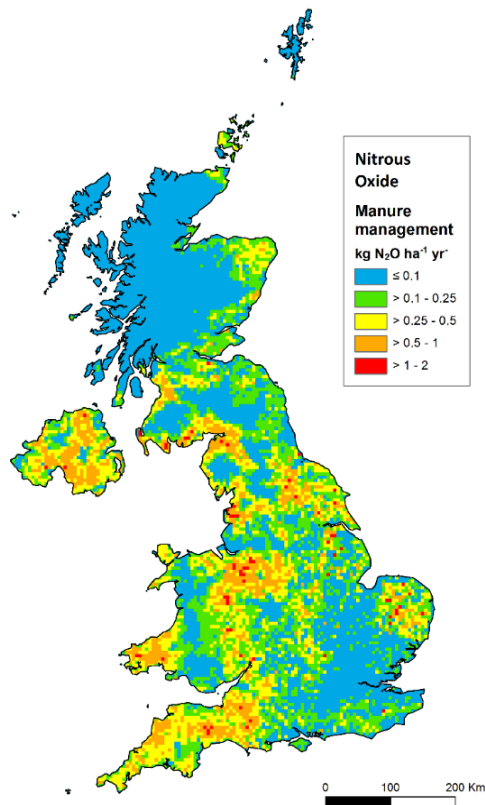 Nitrous
Oxide
Manure
management
kg N₂O ha⁻¹ yr⁻
≤ 0.1
> 0.1 - 0.25
> 0.25 - 0.5
> 0.5 - 1
> 1 - 2
0 100 200 Km